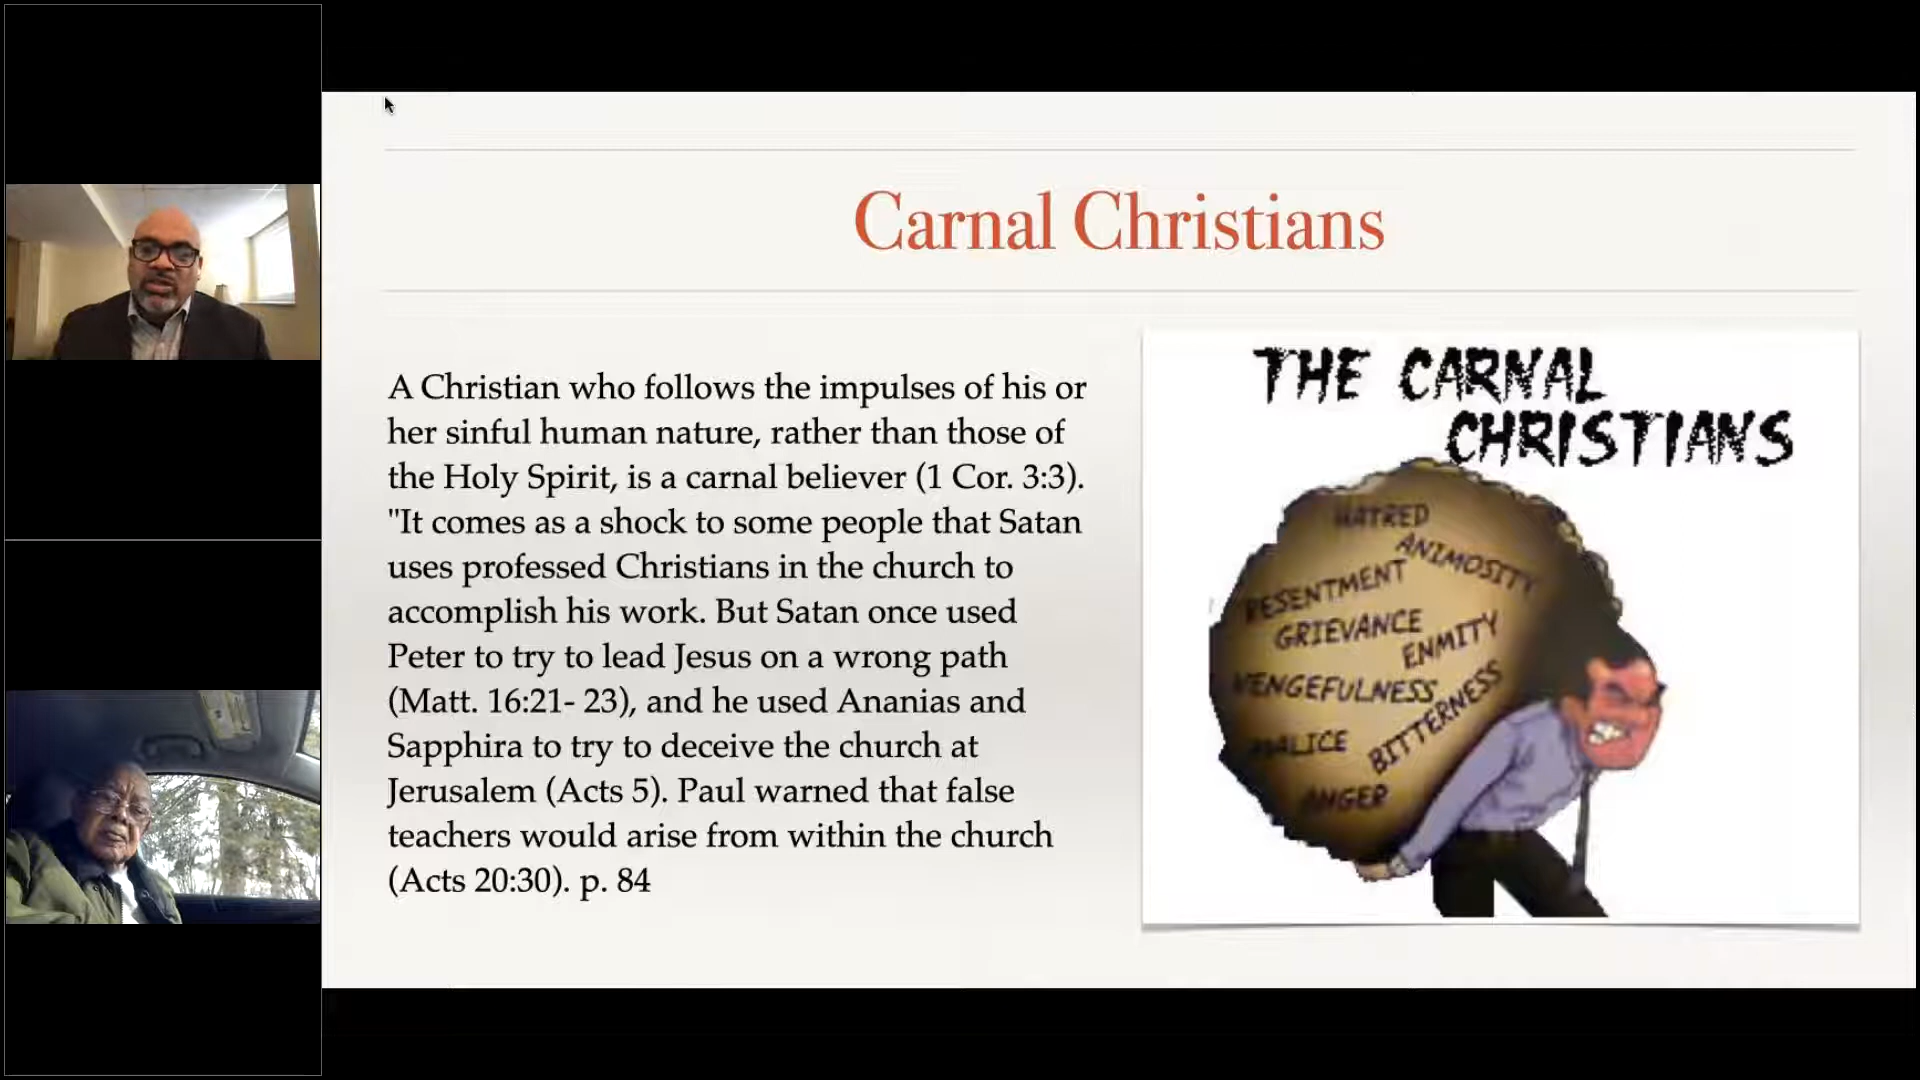 Carnal Christians
A Christian who follows the impulses of his or
her sinful human nature, rather than those of
the Holy Spirit, is a carnal believer (1 Cor. 3:3).
"It comes as a shock to some people that Satan
uses professed Christians in the church to
accomplish his work. But Satan once used
Peter to try to lead Jesus on a wrong path
(Matt. 16:21- 23), and he used Ananias and
Sapphira to try to deceive the church at
Jerusalem (Acts 5). Paul warned that false
teachers would arise from within the church
(Acts 20:30). p. 84
THE CARNAL
CHRISTIANS
HATRED
ANIMOSITY
RESENTMENT
GRIEVANCE
ENMITY
VENGEFULNESS
BITTERNESS
MALICE
ANGER